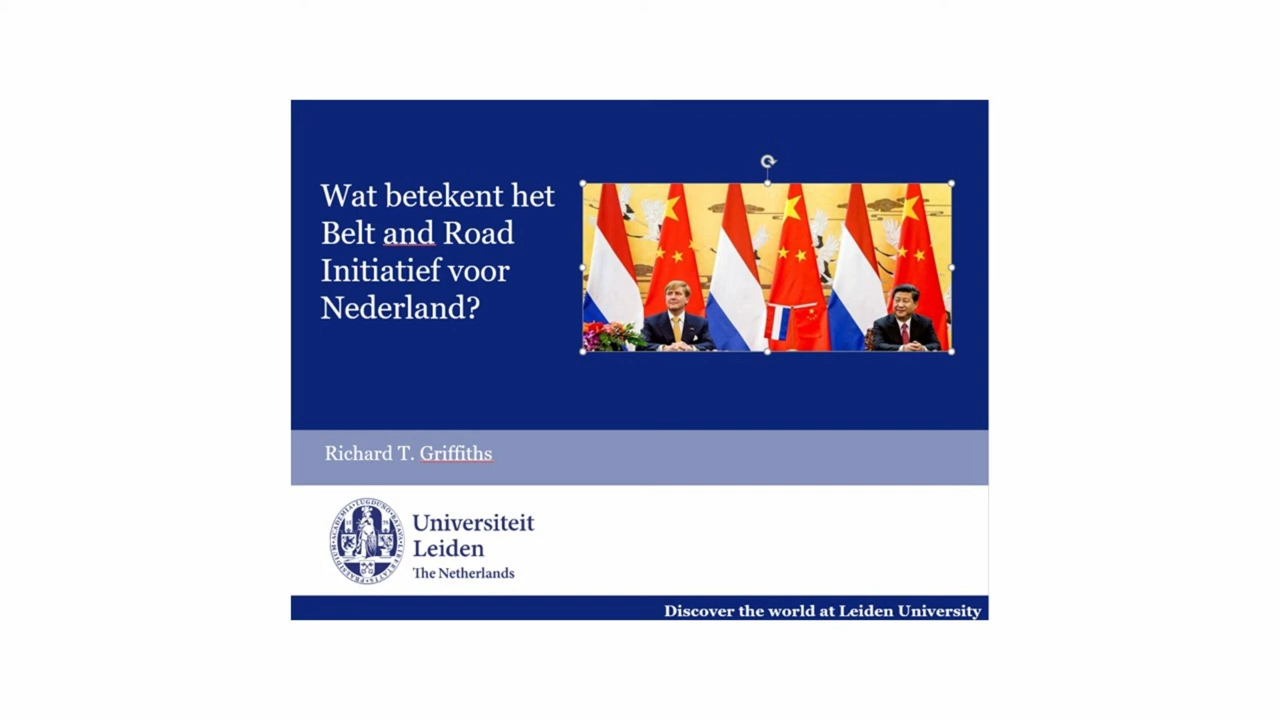 Wat betekent het
Belt and Road
Initiatief voor
Nederland?
Richard T. Griffiths
Universiteit
Leiden
The Netherlands
Discover the world at Leiden University